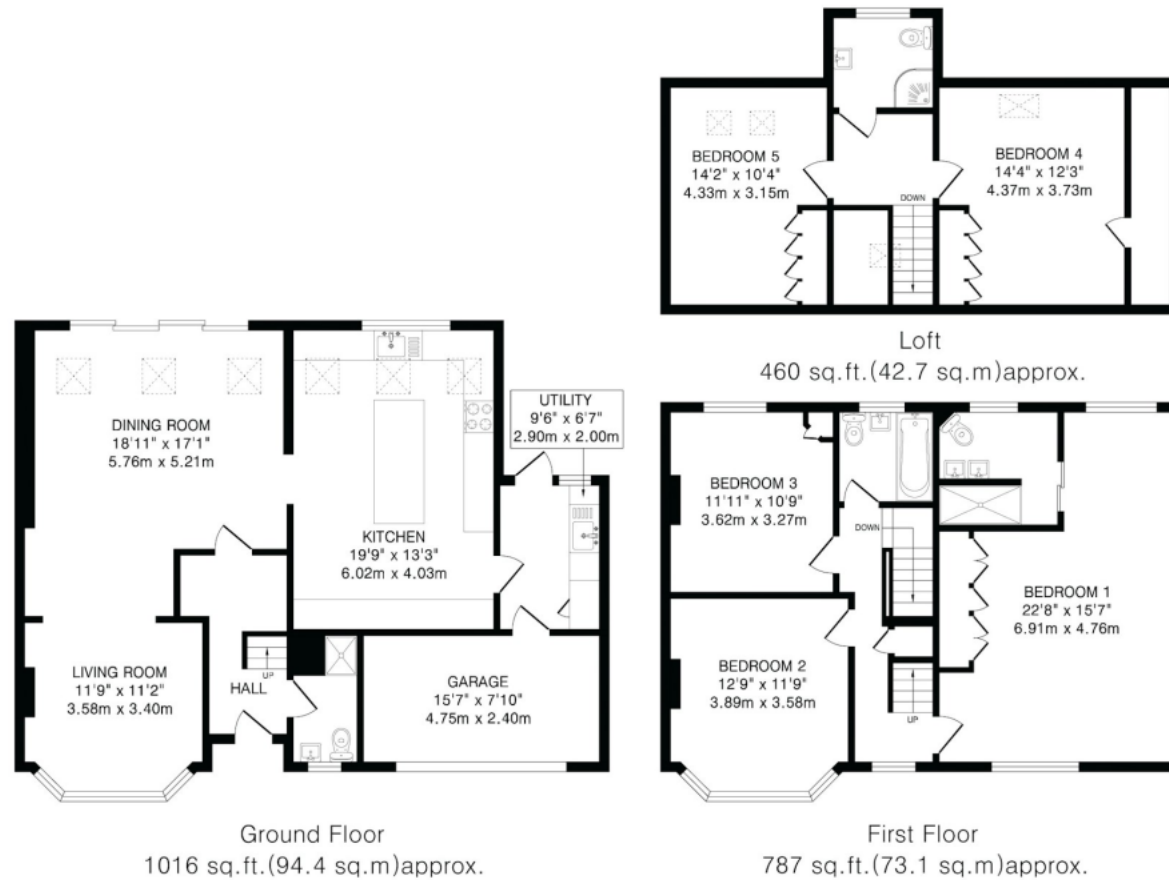 BEDROOM 5
14'2" x 10'4"
4.33m x 3.15m
BEDROOM 4
14'4" x 12'3"
4.37m x 3.73m
DOWN
Loft
460 sq.ft.(42.7 sq.m)approx.
DINING ROOM
18'11" x 17'1"
5.76m x 5.21m
UTILITY
9'6" x 6'7"
2.90m x 2.00m
KITCHEN
19'9" x 13'3"
6.02m x 4.03m
LIVING ROOM
11'9" x 11'2"
3.58m x 3.40m
UP
HALL
GARAGE
15'7" x 7'10"
4.75m x 2.40m
Ground Floor
1016 sq.ft.(94.4 sq.m)approx.
BEDROOM 3
11'11" x 10'9"
3.62m x 3.27m
DOWN
BEDROOM 1
22'8" x 15'7"
6.91m x 4.76m
BEDROOM 2
12'9" x 11'9"
3.89m x 3.58m
UP
First Floor
787 sq.ft.(73.1 sq.m)approx.